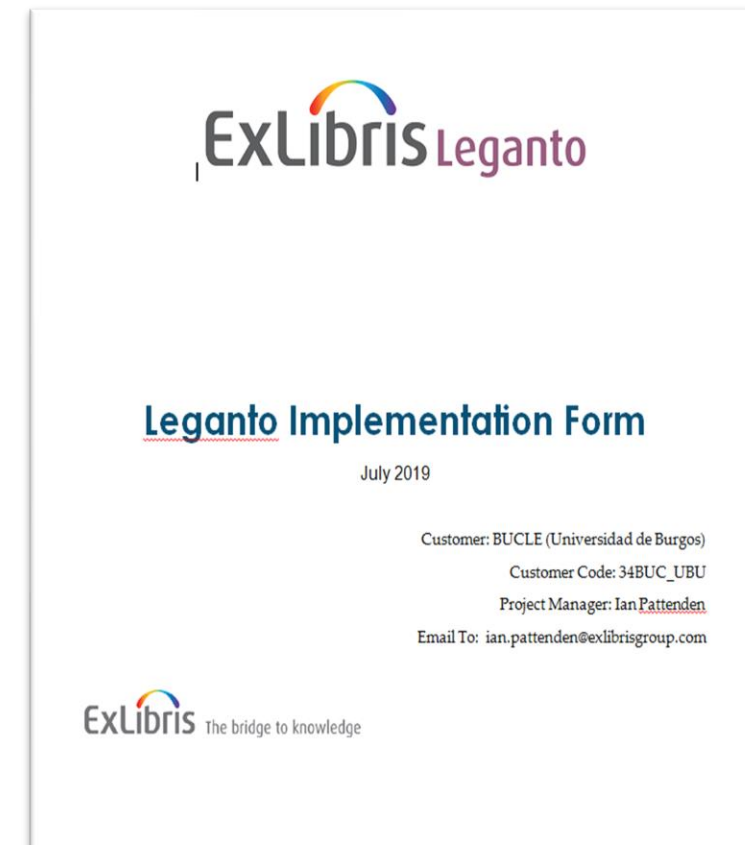 ExLibris Leganto
Leganto Implementation Form
July 2019
Customer: BUCLE (Universidad de Burgos)
Customer Code: 34BUC_UBU
Project Manager: Ian Pattenden
Email To: ian.pattenden@exlibrisgroup.com
ExLibris The bridge to knowledge